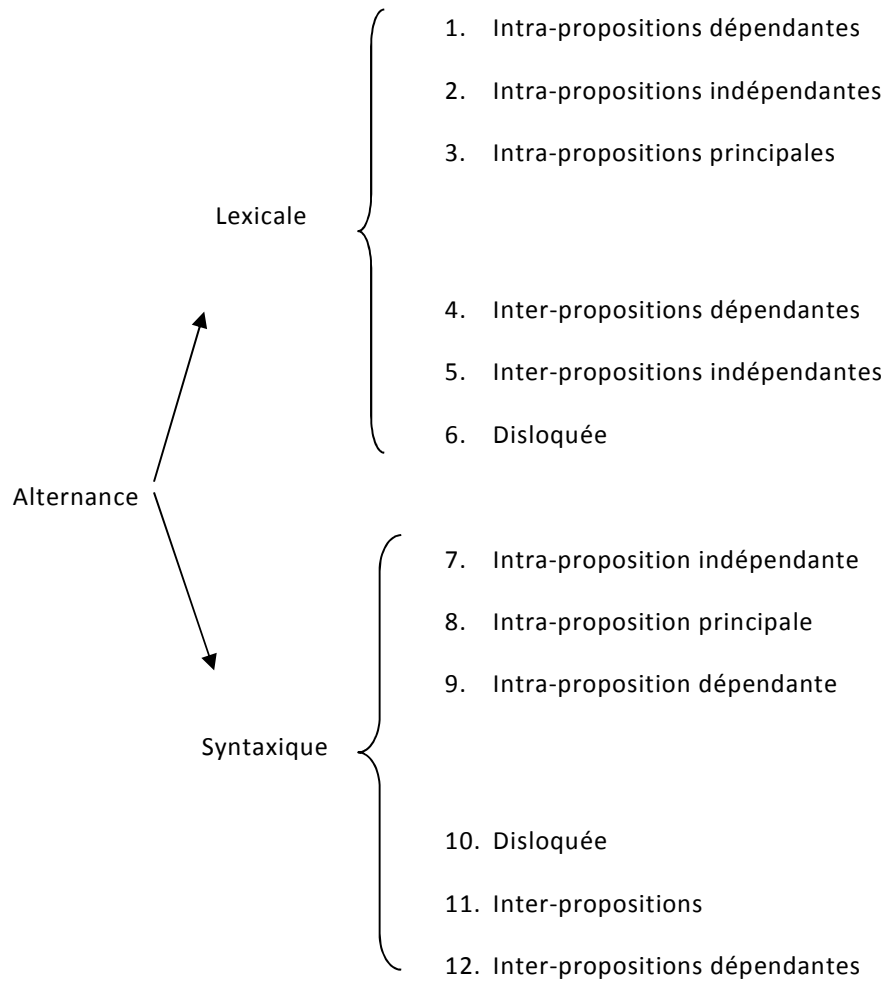 1. Intra-propositions dépendantes
2. Intra-propositions indépendantes
3. Intra-propositions principales
Lexicale
4. Inter-propositions dépendantes
5. Inter-propositions indépendantes
6. Disloquée
Alternance
7. Intra-proposition indépendante
8. Intra-proposition principale
9. Intra-proposition dépendante
Syntaxique
10. Disloquée
11. Inter-propositions
12. Inter-propositions dépendantes